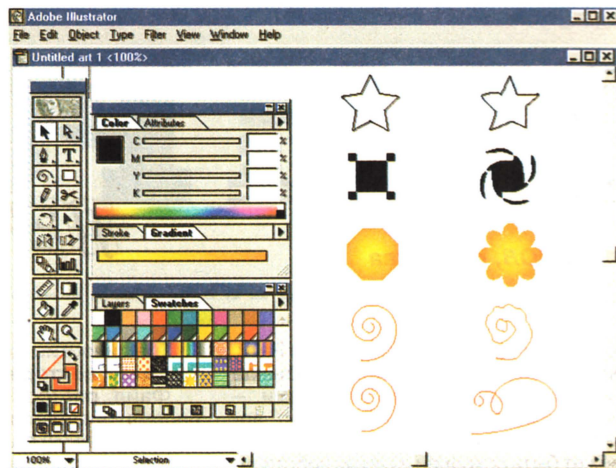 Adobe Illustrator
File Edit Object Type Filter View Window Help
Untitled art 1 <100%>
Color Attributes
C %
M %
Y %
K %
Stroke Gradient
Layers Swatches
100% Selection